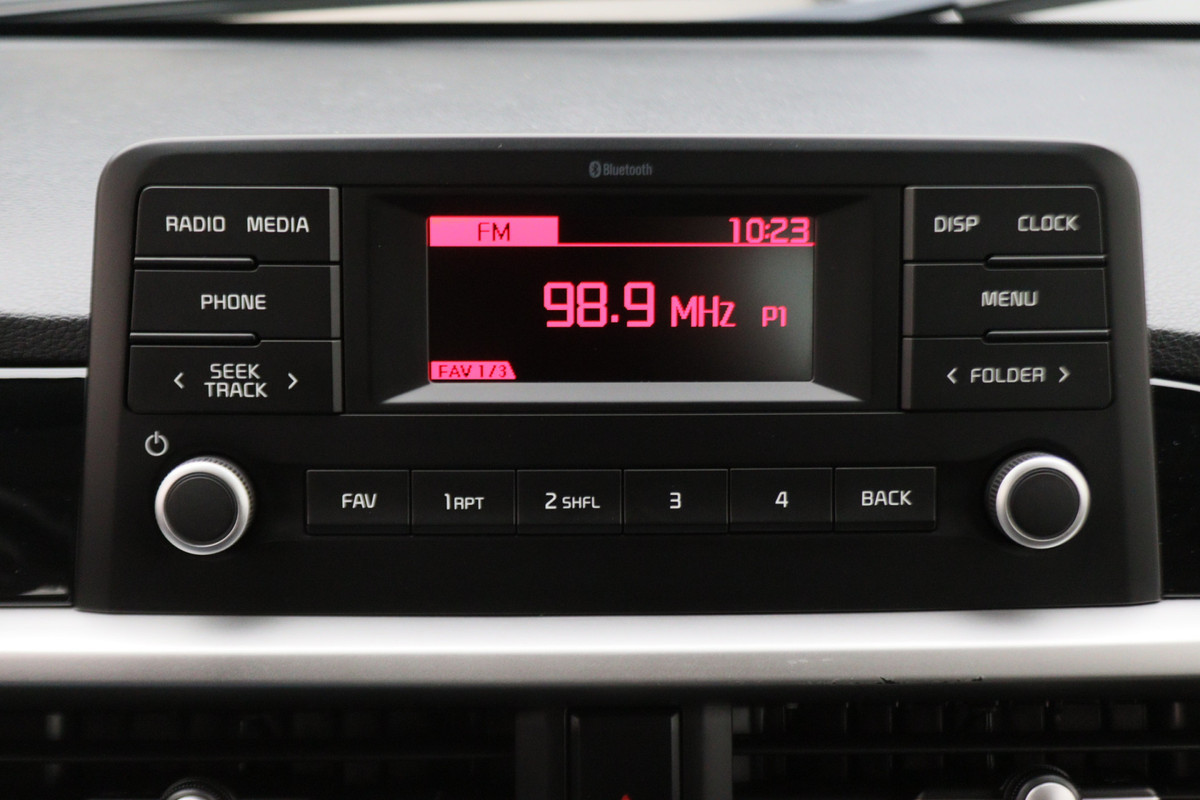 Bluetooth
RADIO MEDIA
PHONE
< SEEK >
TRACK
FM 10:23
98.9 MHz P1
FAV 1/3
DISP CLOCK
MENU
< FOLDER >
FAV 1 RPT 2 SHFL 3 4 BACK